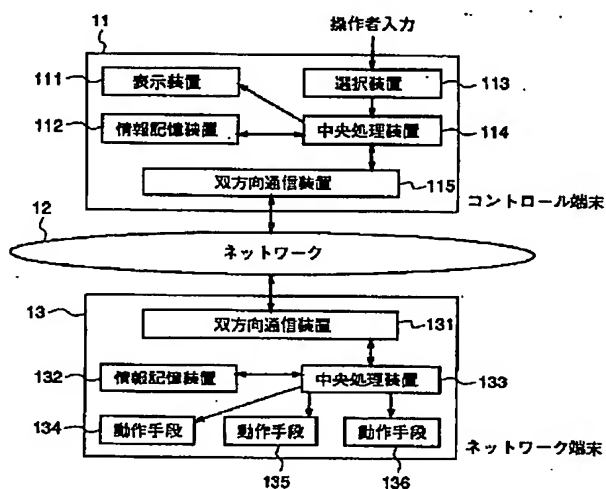 操作者入力
11
111 表示装置 選択装置 113
112 情報記憶装置 中央処理装置 114
双方向通信装置 115
コントロール端末
12
ネットワーク
13
双方向通信装置 131
132 情報記憶装置 中央処理装置 133
134 動作手段 動作手段 動作手段
ネットワーク端末
135 136